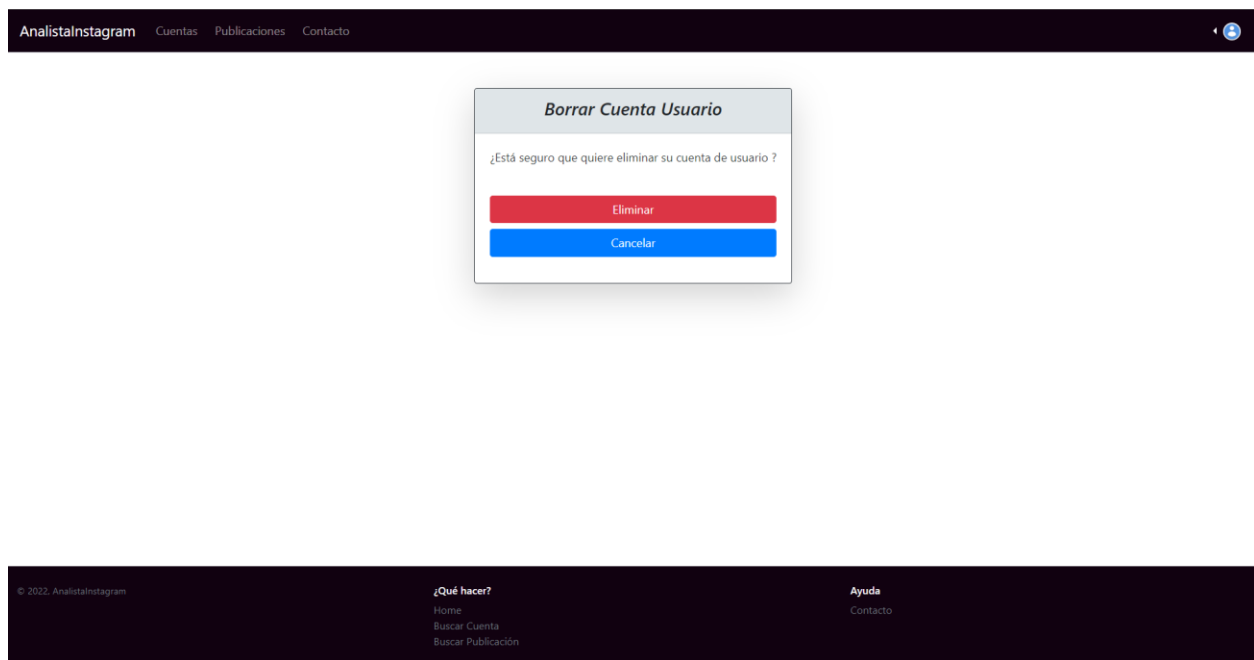 AnalistaInstagram Cuentas Publicaciones Contacto
Borrar Cuenta Usuario
¿Está seguro que quiere eliminar su cuenta de usuario ?
Eliminar
Cancelar
© 2022, AnalistaInstagram
¿Qué hacer?
Home
Buscar Cuenta
Buscar Publicación
Ayuda
Contacto